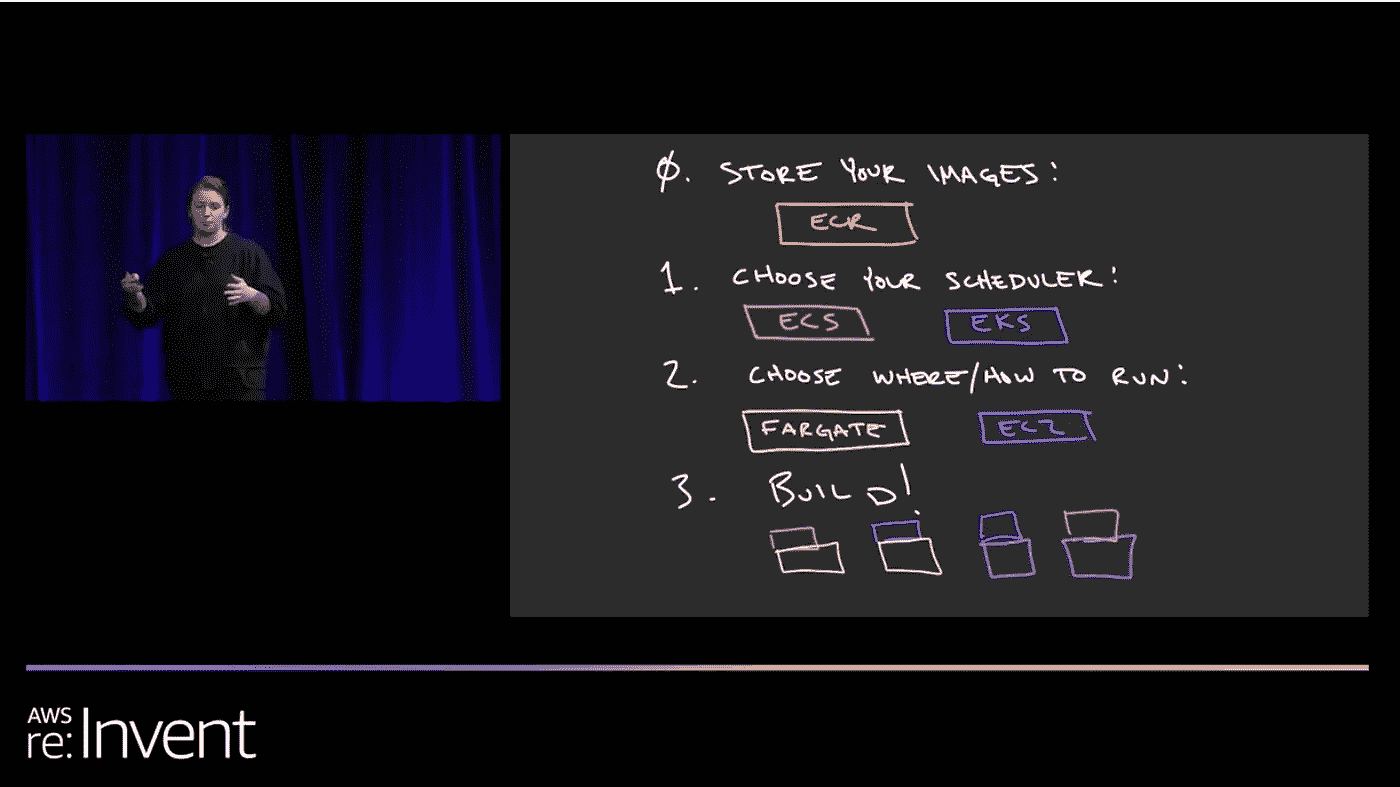 0. STORE YOUR IMAGES:
ECR
1. CHOOSE YOUR SCHEDULER:
ECS EKS
2. CHOOSE WHERE/HOW TO RUN:
FARGATE EC2
3. BUILD!
AWS
re:Invent